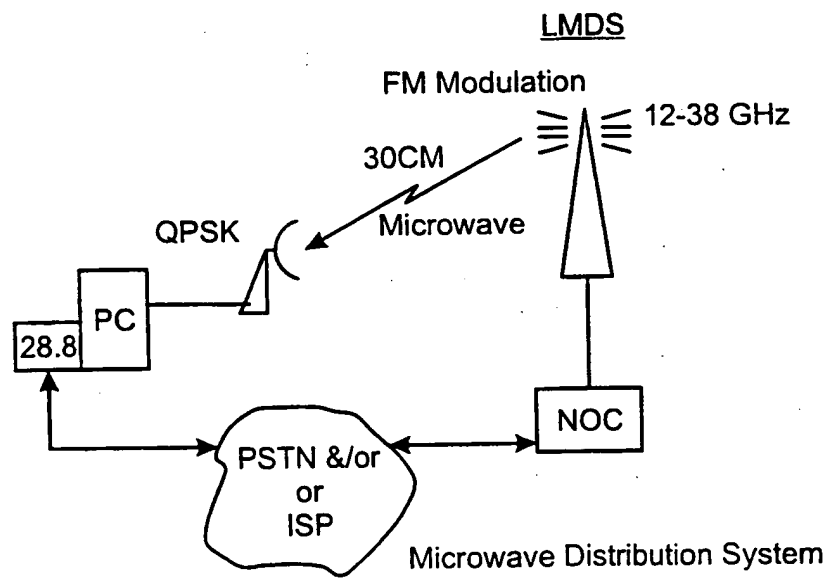 LMDS
FM Modulation
12-38 GHz
30CM
Microwave
QPSK
PC
28.8
NOC
PSTN &/or
or
ISP
Microwave Distribution System